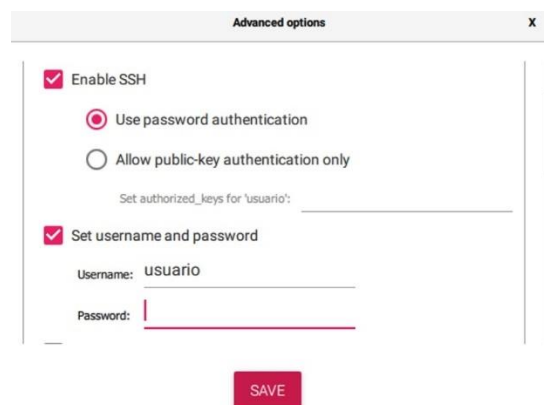 Advanced options X
Enable SSH
Use password authentication
Allow public-key authentication only
Set authorized_keys for 'usuario':
Set username and password
Username: usuario
Password:
SAVE